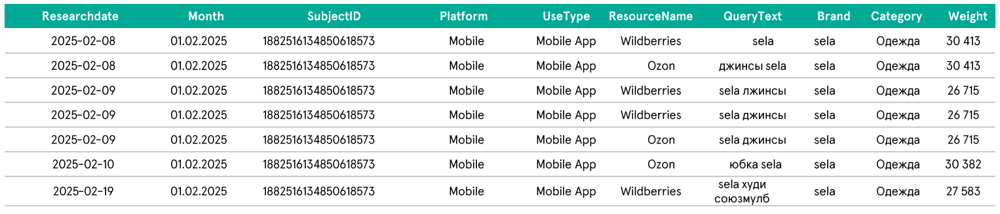 Researchdate Month SubjectID Platform UseType ResourceName QueryText Brand Category Weight
2025-02-08 01.02.2025 1882516134850618573 Mobile Mobile App Wildberries sela sela Одежда 30 413
2025-02-08 01.02.2025 1882516134850618573 Mobile Mobile App Ozon джинсы sela sela Одежда 30 413
2025-02-09 01.02.2025 1882516134850618573 Mobile Mobile App Wildberries sela лжинсы sela Одежда 26 715
2025-02-09 01.02.2025 1882516134850618573 Mobile Mobile App Wildberries sela джинсы sela Одежда 26 715
2025-02-09 01.02.2025 1882516134850618573 Mobile Mobile App Ozon sela джинсы sela Одежда 26 715
2025-02-10 01.02.2025 1882516134850618573 Mobile Mobile App Ozon юбка sela sela Одежда 30 382
2025-02-19 01.02.2025 1882516134850618573 Mobile Mobile App Wildberries sela худи sela Одежда 27 583
союзмулб